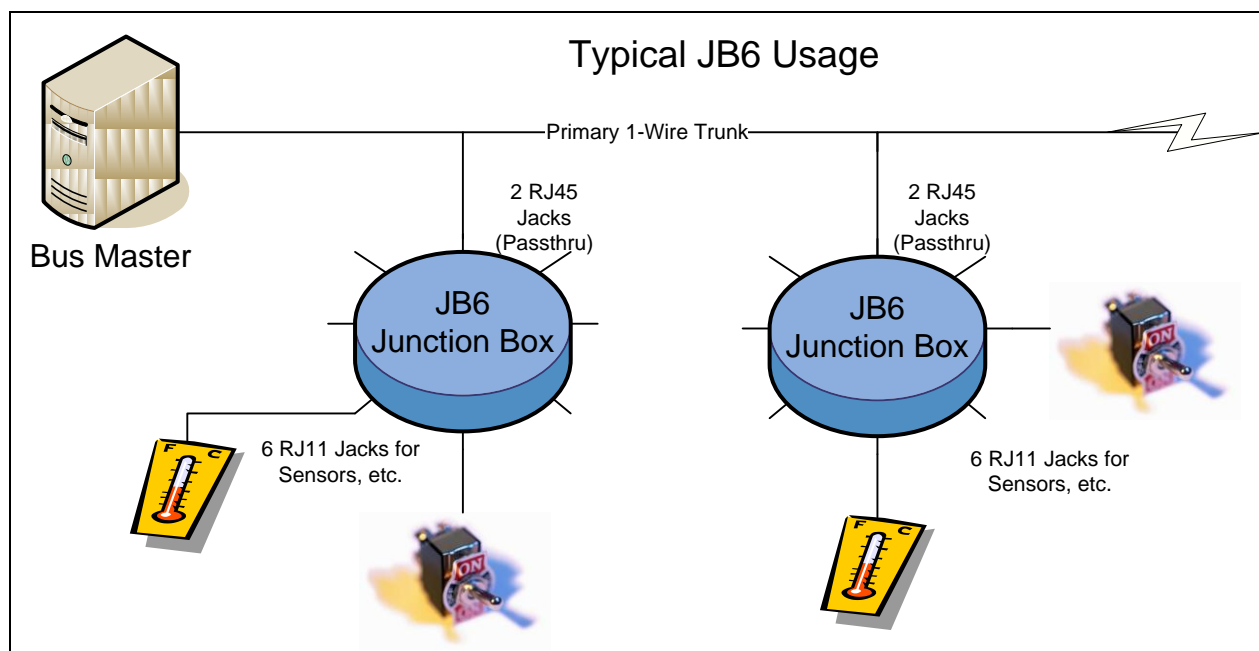 Typical JB6 Usage
Primary 1-Wire Trunk
Bus Master
2 RJ45
Jacks
(Passthru)
JB6
Junction Box
6 RJ11 Jacks for
Sensors, etc.
F C
ON
2 RJ45
Jacks
(Passthru)
JB6
Junction Box
ON
6 RJ11 Jacks for
Sensors, etc.
F C